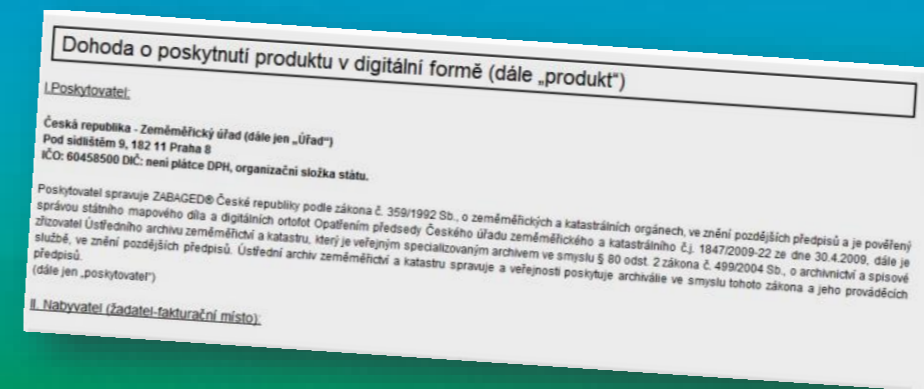 Dohoda o poskytnutí produktu v digitální formě (dále „produkt“)
I.Poskytovatel:
Česká republika - Zeměměřický úřad (dále jen „Úřad“)
Pod sídlištěm 9, 182 11 Praha 8
IČO: 60458500 DIČ: není plátce DPH, organizační složka státu.
Poskytovatel spravuje ZABAGED® České republiky podle zákona č. 359/1992 Sb., o zeměměřických a katastrálních orgánech, ve znění pozdějších předpisů a je pověřený
správou státního mapového díla a digitálních ortofot Opatřením předsedy Českého úřadu zeměměřického a katastrálního č.j. 1847/2009-22 ze dne 30.4.2009, dále je
zřizovatel Ústředního archivu zeměměřictví a katastru, který je veřejným specializovaným archivem ve smyslu § 80 odst. 2 zákona č. 499/2004 Sb., o archivnictví a spisové
službě, ve znění pozdějších předpisů. Ústřední archiv zeměměřictví a katastru spravuje a veřejnosti poskytuje archiválie ve smyslu tohoto zákona a jeho prováděcích
předpisů.
(dále jen „poskytovatel“)
II. Nabyvatel (žadatel-fakturační místo):